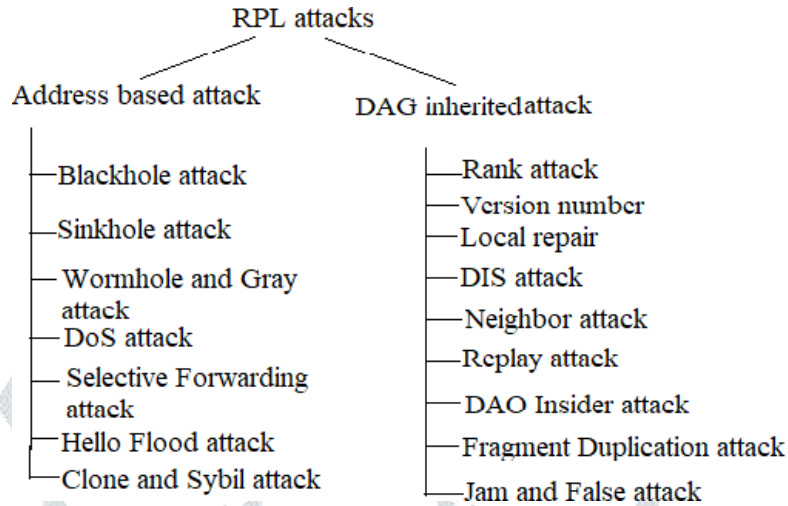 RPL attacks
Address based attack
Blackhole attack
Sinkhole attack
Wormhole and Gray
attack
DoS attack
Selective Forwarding
attack
Hello Flood attack
Clone and Sybil attack
DAG inherited attack
Rank attack
Version number
Local repair
DIS attack
Neighbor attack
Replay attack
DAO Insider attack
Fragment Duplication attack
Jam and False attack